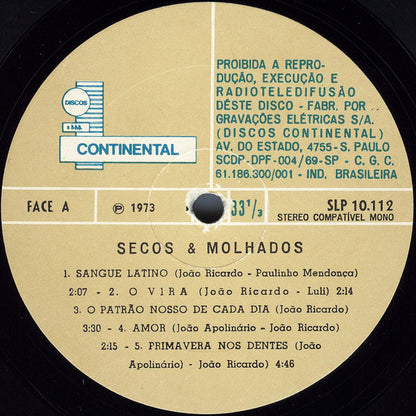 PROIBIDA A REPRO-
DUÇÃO, EXECUÇÃO E
RADIOTELEDIFUSÃO
DÊSTE DISCO - FABR. POR ..
GRAVAÇÕES ELÉTRICAS S/A.
(DISCOS CONTINENTAL)
AV. DO ESTADO, 4755 - S. PAULO
SCDP-DPF-004/69-SP - C. G. C.
61.186.300/001 - IND. BRASILEIRA
DISCOS
CONTINENTAL
FACE A
Ⓟ 1973
33 1/3
SLP 10.112
STEREO COMPATÍVEL MONO
SECOS & MOLHADOS
1. SANGUE LATINO (João Ricardo - Paulinho Mendonça)
2:07 - 2. O VIRA (João Ricardo - Luli) 2:14
3. O PATRÃO NOSSO DE CADA DIA (João Ricardo)
3:30 - 4. AMOR (João Apolinário - João Ricardo)
2:15 - 5. PRIMAVERA NOS DENTES (João
Apolinário) - João Ricardo) 4:46